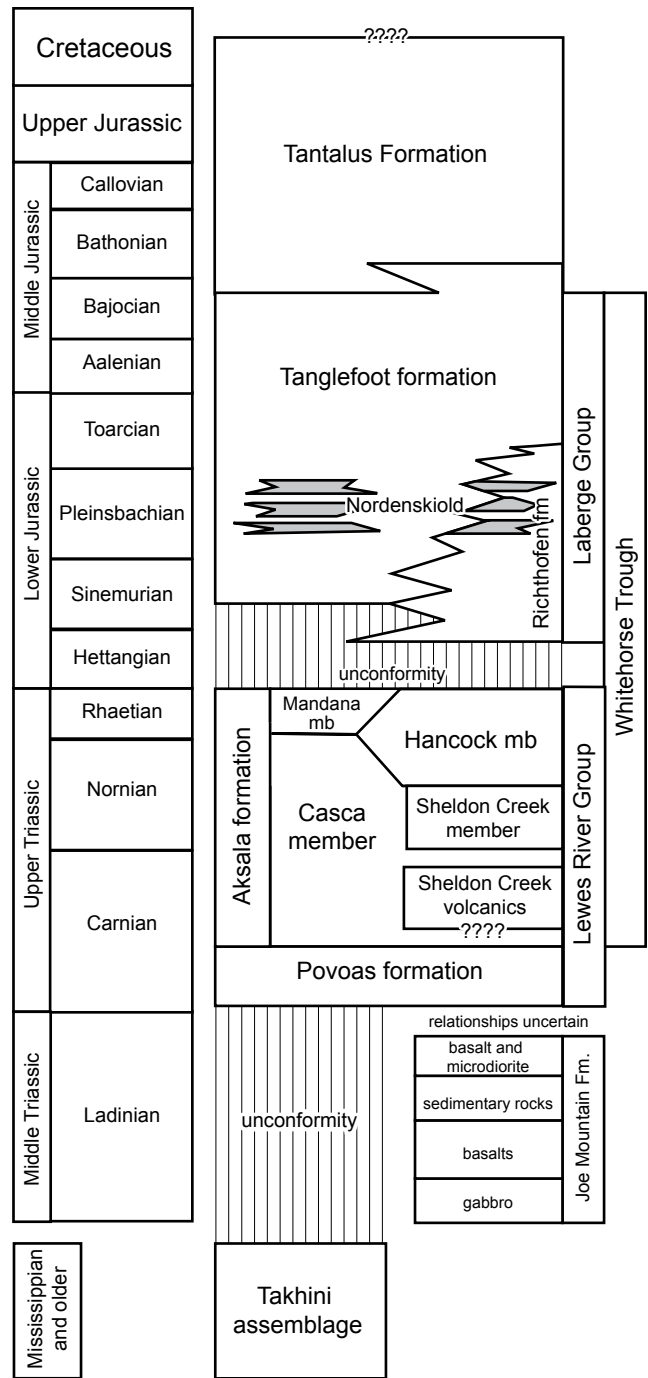 Cretaceous
Upper Jurassic
Middle Jurassic
Callovian
Bathonian
Bajocian
Aalenian
Lower Jurassic
Toarcian
Pleinsbachian
Sinemurian
Hettangian
Upper Triassic
Rhaetian
Nornian
Carnian
Middle Triassic
Ladinian
Mississippian
and older
????
Tantalus Formation
Tanglefoot formation
Nordenskiold
Richthofen fm
Laberge Group
Whitehorse Trough
unconformity
Aksala formation
Mandana
mb
Hancock mb
Casca
member
Sheldon Creek
member
Sheldon Creek
volcanics
????
Lewes River Group
Povoas formation
unconformity
relationships uncertain
basalt and
microdiorite
sedimentary rocks
basalts
gabbro
Joe Mountain Fm.
Takhini
assemblage